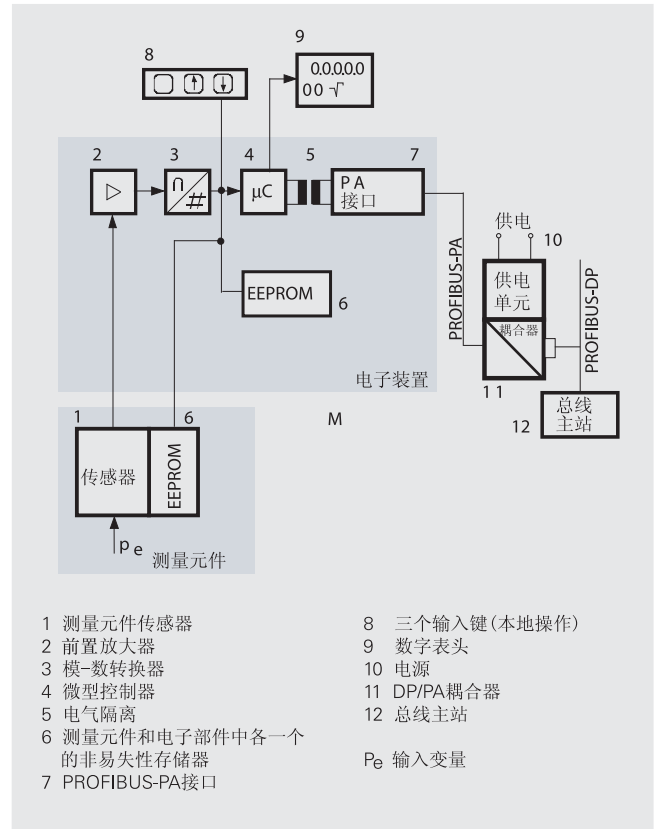 9
8
0.0.0.0.0
00 √
2
3
4
5
7
∩
#
μC
PA
接口
供电
10
PROFIBUS-PA
供电
单元
PROFIBUS-DP
耦合器
EEPROM
6
电子装置
11
总线
主站
12
M
1
6
传感器
EEPROM
pe
测量元件
1 测量元件传感器
2 前置放大器
3 模-数转换器
4 微型控制器
5 电气隔离
6 测量元件和电子部件中各一个
的非易失性存储器
7 PROFIBUS-PA接口
8 三个输入键(本地操作)
9 数字表头
10 电源
11 DP/PA耦合器
12 总线主站
Pe 输入变量